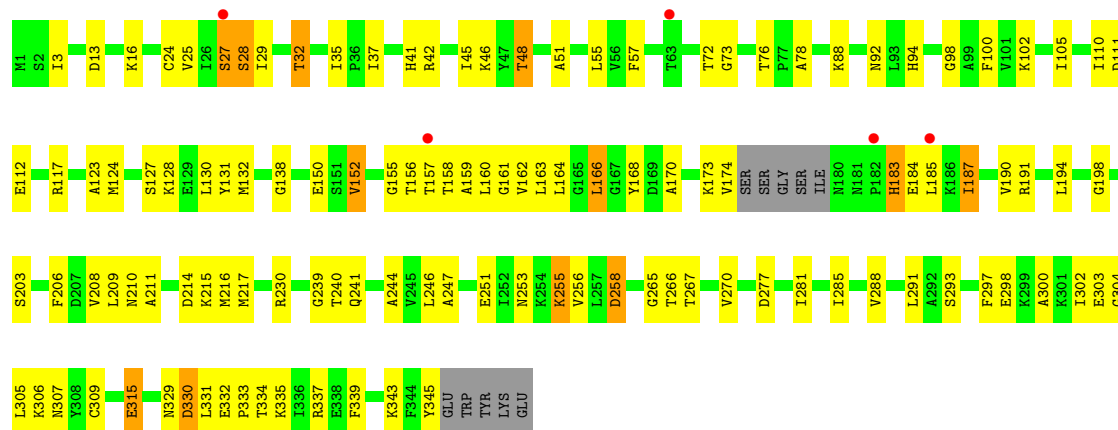 M1 S2 I3 D13 K16 C24 V25 I26 S27 S28 I29 T32 I35 P36 I37 H41 R42 I45 K46 Y47 T48 A51 L55 V56 F57 T63 T72 G73 T76 P77 A78 K88 N92 L93 H94 G98 A99 F100 V101 K102 I105 I110 D111
E112 R117 A123 M124 S127 K128 E129 L130 Y131 M132 G138 E150 S151 V152 G155 T156 T157 T158 A159 L160 G161 V162 L163 L164 G165 L166 G167 Y168 D169 A170 K173 V174 SER SER GLY SER ILE N180 N181 P182 H183 E184 L185 K186 I187 V190 R191 L194 G198
S203 F206 D207 V208 L209 N210 A211 D214 K215 M216 M217 R230 G239 T240 Q241 A244 V245 L246 A247 E251 I252 N253 K254 K255 V256 L257 D258 G265 T266 T267 V270 D277 I281 I285 V288 L291 A292 S293 F297 E298 K299 A300 K301 I302 E303 G304
L305 K306 N307 Y308 C309 E315 N329 D330 L331 E332 P333 T334 K335 I336 R337 E338 F339 K343 F344 Y345 GLU TRP TYR LYS GLU